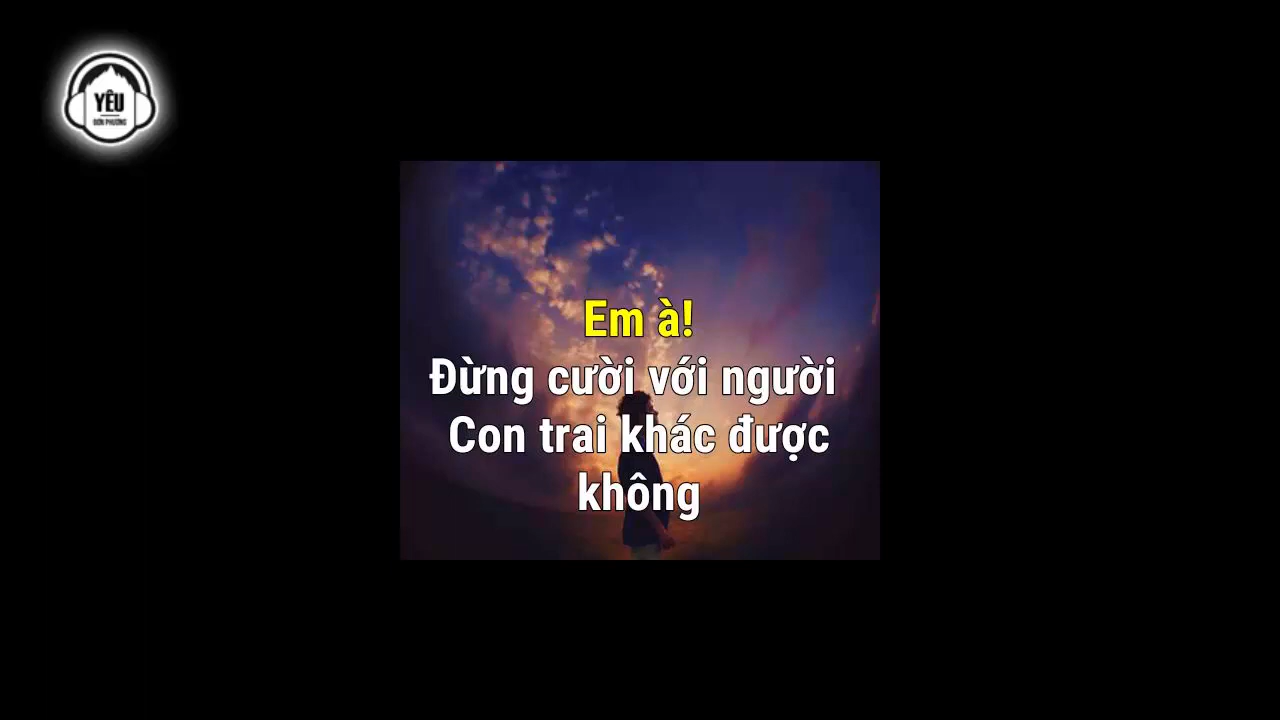 YÊU
ĐƠN PHƯƠNG
Em à!
Đừng cười với người
Con trai khác được
không